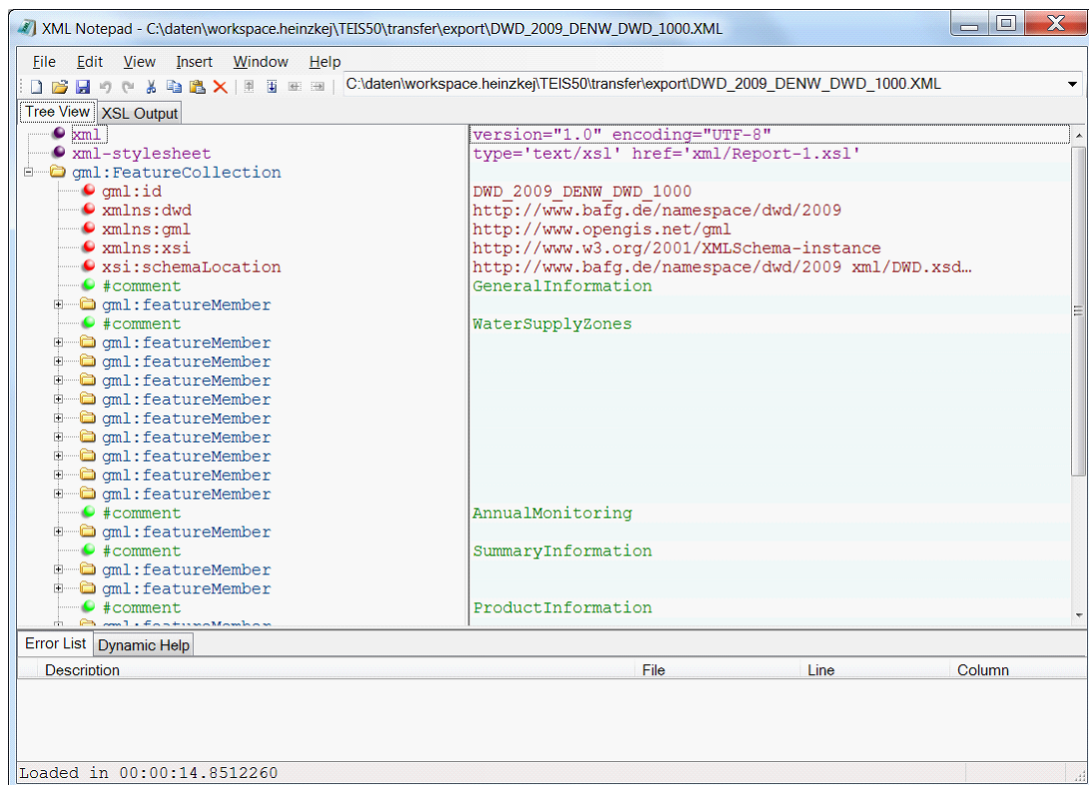 XML Notepad - C:\daten\workspace.heinzkej\TEIS50\transfer\export\DWD_2009_DENW_DWD_1000.XML
File Edit View Insert Window Help
C:\daten\workspace.heinzkej\TEIS50\transfer\export\DWD_2009_DENW_DWD_1000.XML
Tree View XSL Output
xml version="1.0" encoding="UTF-8"
xml-stylesheet type='text/xsl' href='xml/Report-1.xsl'
gml:FeatureCollection
gml:id DWD_2009_DENW_DWD_1000
xmlns:dwd http://www.bafg.de/namespace/dwd/2009
xmlns:gml http://www.opengis.net/gml
xmlns:xsi http://www.w3.org/2001/XMLSchema-instance
xsi:schemaLocation http://www.bafg.de/namespace/dwd/2009 xml/DWD.xsd…
#comment GeneralInformation
gml:featureMember
#comment WaterSupplyZones
gml:featureMember
gml:featureMember
gml:featureMember
gml:featureMember
gml:featureMember
gml:featureMember
gml:featureMember
gml:featureMember
gml:featureMember
#comment AnnualMonitoring
gml:featureMember
#comment SummaryInformation
gml:featureMember
gml:featureMember
#comment ProductInformation
gml:featureMember
Error List Dynamic Help
Description File Line Column
Loaded in 00:00:14.8512260